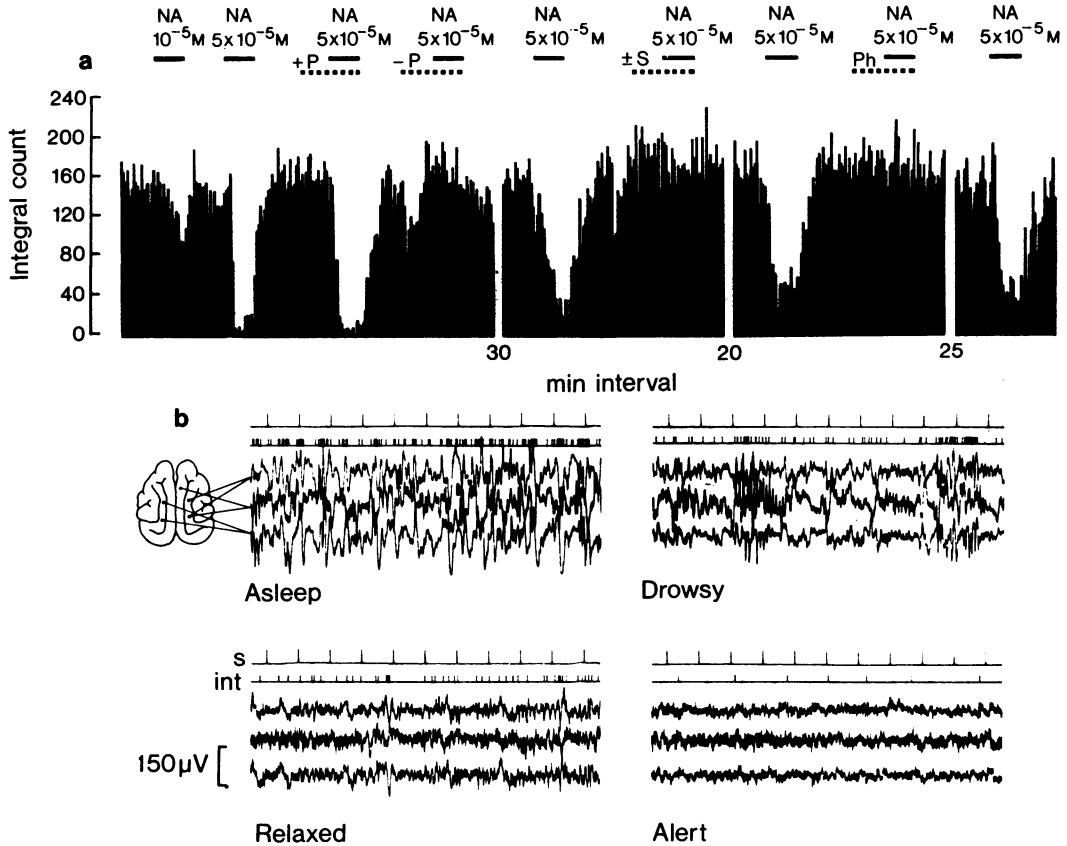 NA NA NA NA NA NA NA NA NA
10⁻⁵M 5x10⁻⁵M 5x10⁻⁵M 5x10⁻⁵M 5x10⁻⁵M 5x10⁻⁵M 5x10⁻⁵M 5x10⁻⁵M 5x10⁻⁵M
a
+P -P ±S Ph
Integral count
240
200
160
120
80
40
0
30 20 25
min interval
b
Asleep Drowsy
s
int
150µV
Relaxed Alert